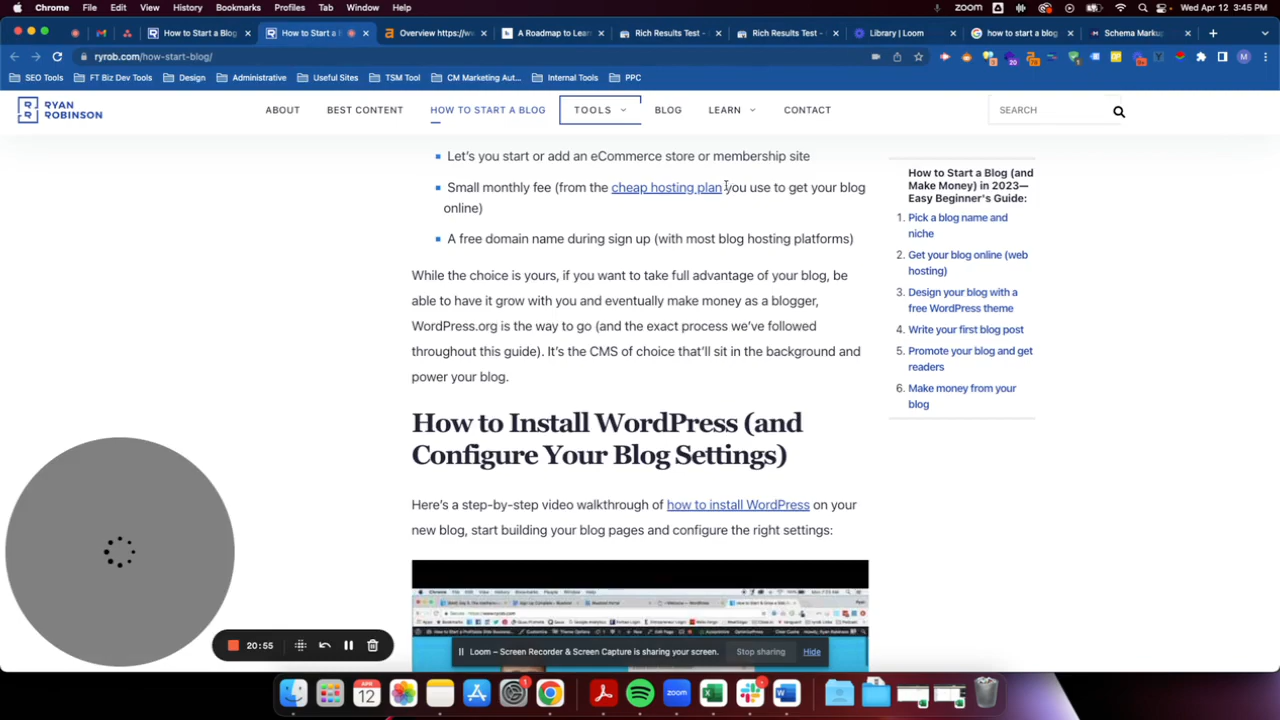 Chrome File Edit View History Bookmarks Profiles Tab Window Help zoom Wed Apr 12 3:45 PM
How to Start a Blog How to Start a Overview https://w A Roadmap to Lear Rich Results Test - Rich Results Test - Library | Loom how to start a blog Schema Marku
ryrob.com/how-start-blog/
SEO Tools FT Biz Dev Tools Design Administrative Useful Sites TSM Tool CM Marketing Aut... Internal Tools PPC
RYAN
ROBINSON
ABOUT BEST CONTENT HOW TO START A BLOG TOOLS BLOG LEARN CONTACT SEARCH
Let's you start or add an eCommerce store or membership site
Small monthly fee (from the cheap hosting plan you use to get your blog
online)
A free domain name during sign up (with most blog hosting platforms)
While the choice is yours, if you want to take full advantage of your blog, be
able to have it grow with you and eventually make money as a blogger,
WordPress.org is the way to go (and the exact process we've followed
throughout this guide). It's the CMS of choice that'll sit in the background and
power your blog.
How to Install WordPress (and
Configure Your Blog Settings)
Here's a step-by-step video walkthrough of how to install WordPress on your
new blog, start building your blog pages and configure the right settings:
How to Start a Blog (and
Make Money) in 2023—
Easy Beginner's Guide:
1. Pick a blog name and
niche
2. Get your blog online (web
hosting)
3. Design your blog with a
free WordPress theme
4. Write your first blog post
5. Promote your blog and get
readers
6. Make money from your
blog
20:55
Loom – Screen Recorder & Screen Capture is sharing your screen. Stop sharing Hide
APR
12
zoom